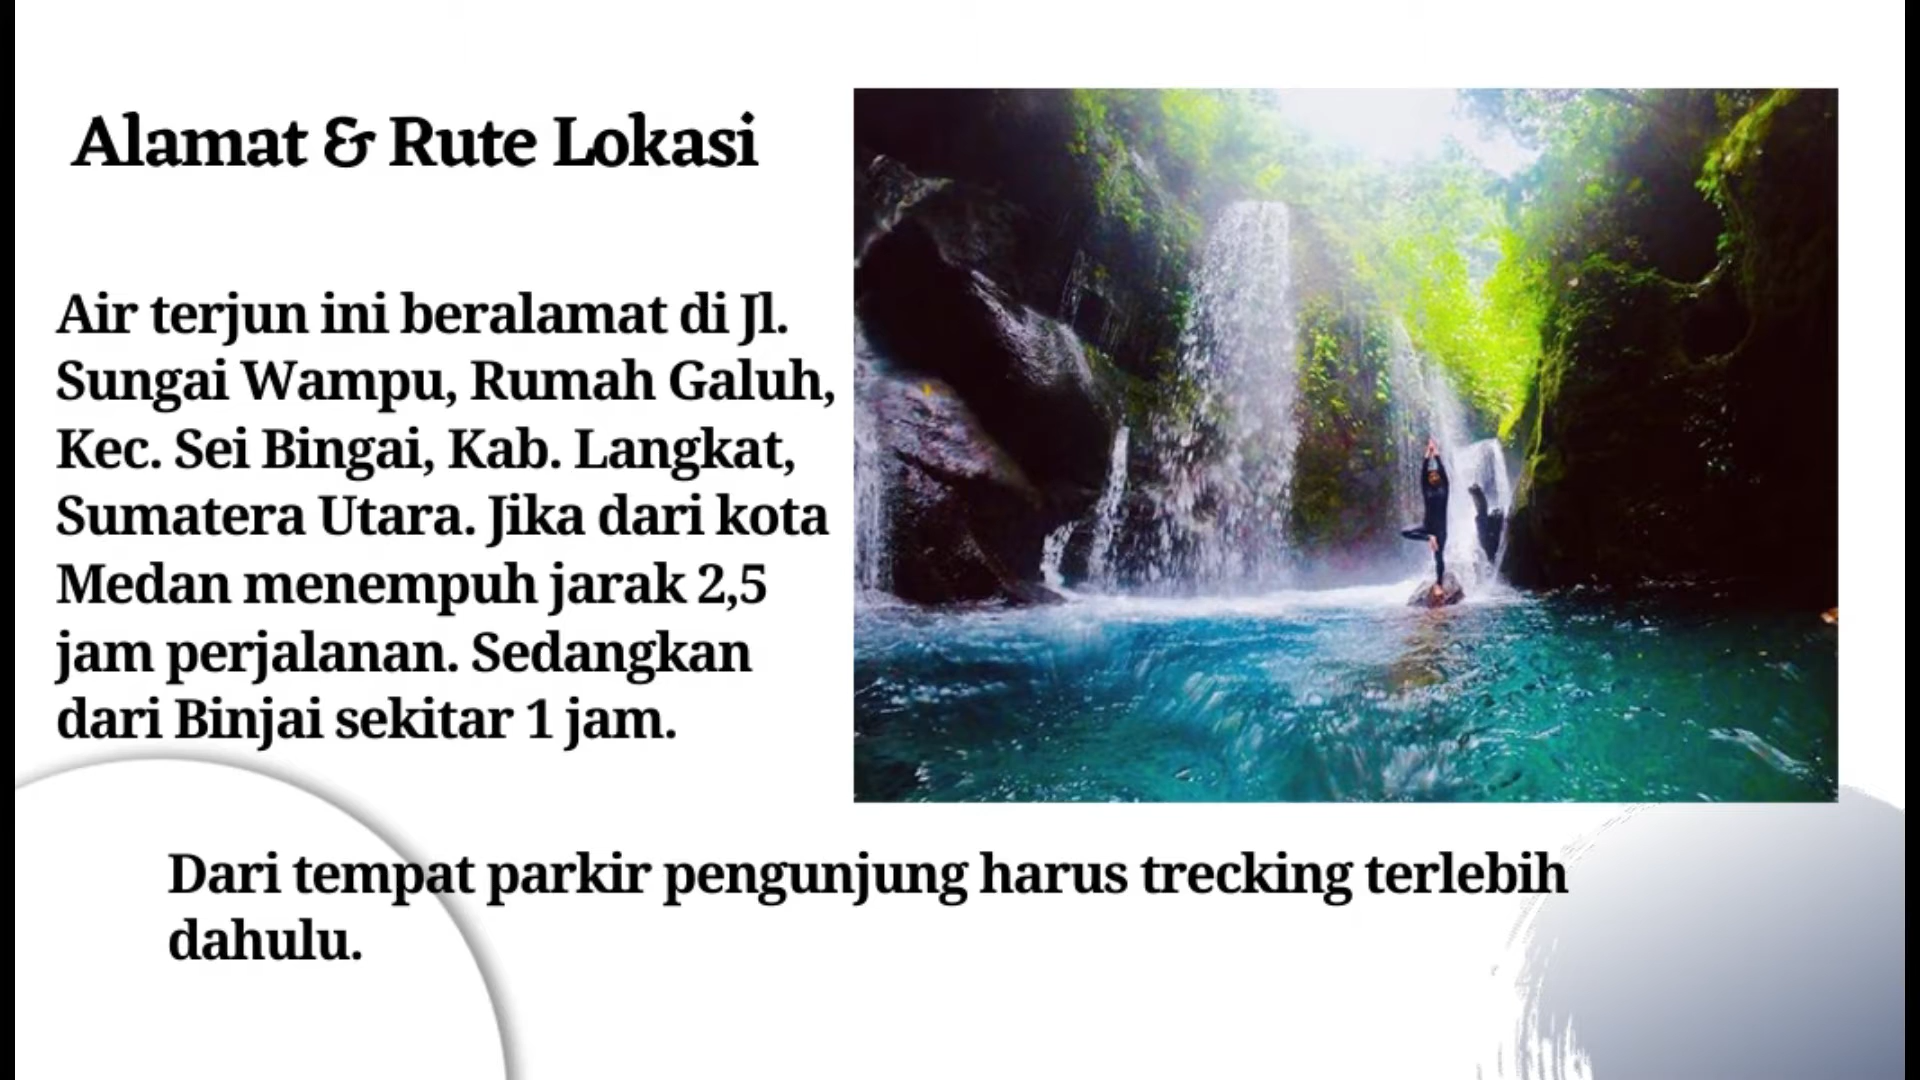 Alamat & Rute Lokasi
Air terjun ini beralamat di Jl.
Sungai Wampu, Rumah Galuh,
Kec. Sei Bingai, Kab. Langkat,
Sumatera Utara. Jika dari kota
Medan menempuh jarak 2,5
jam perjalanan. Sedangkan
dari Binjai sekitar 1 jam.
Dari tempat parkir pengunjung harus trecking terlebih
dahulu.